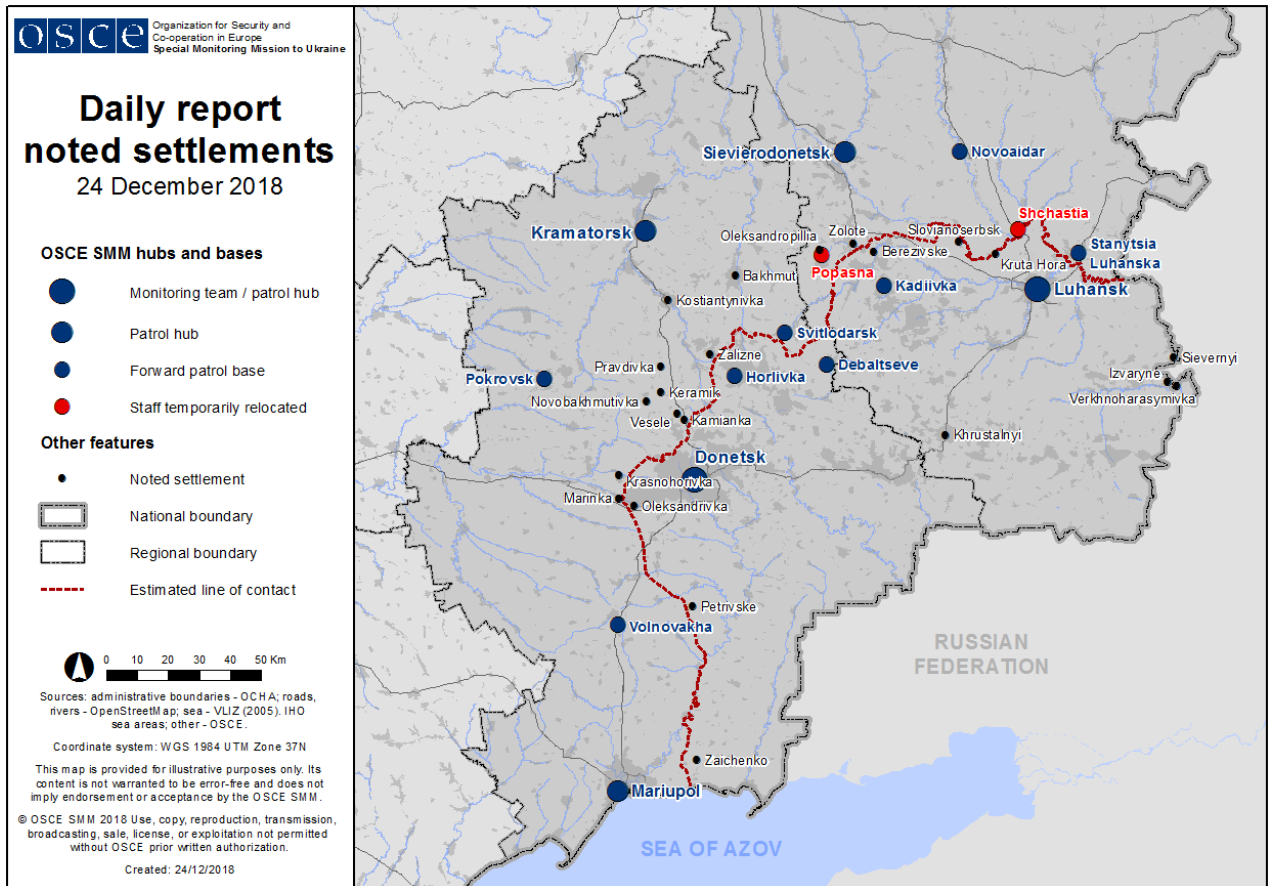 osce
Organization for Security and
Co-operation in Europe
Special Monitoring Mission to Ukraine
Daily report
noted settlements
24 December 2018
OSCE SMM hubs and bases
Monitoring team / patrol hub
Patrol hub
Forward patrol base
Staff temporarily relocated
Other features
Noted settlement
National boundary
Regional boundary
Estimated line of contact
0 10 20 30 40 50 Km
Sources: administrative boundaries - OCHA; roads,
rivers - OpenStreetMap; sea - VLIZ (2005). IHO
sea areas; other - OSCE.
Coordinate system: WGS 1984 UTM Zone 37N
This map is provided for illustrative purposes only. Its
content is not warranted to be error-free and does not
imply endorsement or acceptance by the OSCE SMM.
© OSCE SMM 2018 Use, copy, reproduction, transmission,
broadcasting, sale, license, or exploitation not permitted
without OSCE prior written authorization.
Created: 24/12/2018
Sievierodonetsk
Novoaidar
Shchastia
Kramatorsk
Oleksandropillia
Zolote
Slovianoserbsk
Stanytsia
Luhanska
Berezivske
Kruta Hora
Popasna
Bakhmut
Kadiivka
Luhansk
Kostiantynivka
Svitlodarsk
Zalizne
Sievernyi
Pravdivka
Debaltseve
Izvaryne
Pokrovsk
Horlivka
Keramik
Verkhnoharasymivka
Novobakhmutivka
Vesele
Kamianka
Khrustalnyi
Donetsk
Krasnohorivka
Marinka
Oleksandrivka
Petrivske
Volnovakha
RUSSIAN
FEDERATION
Zaichenko
Mariupol
SEA OF AZOV